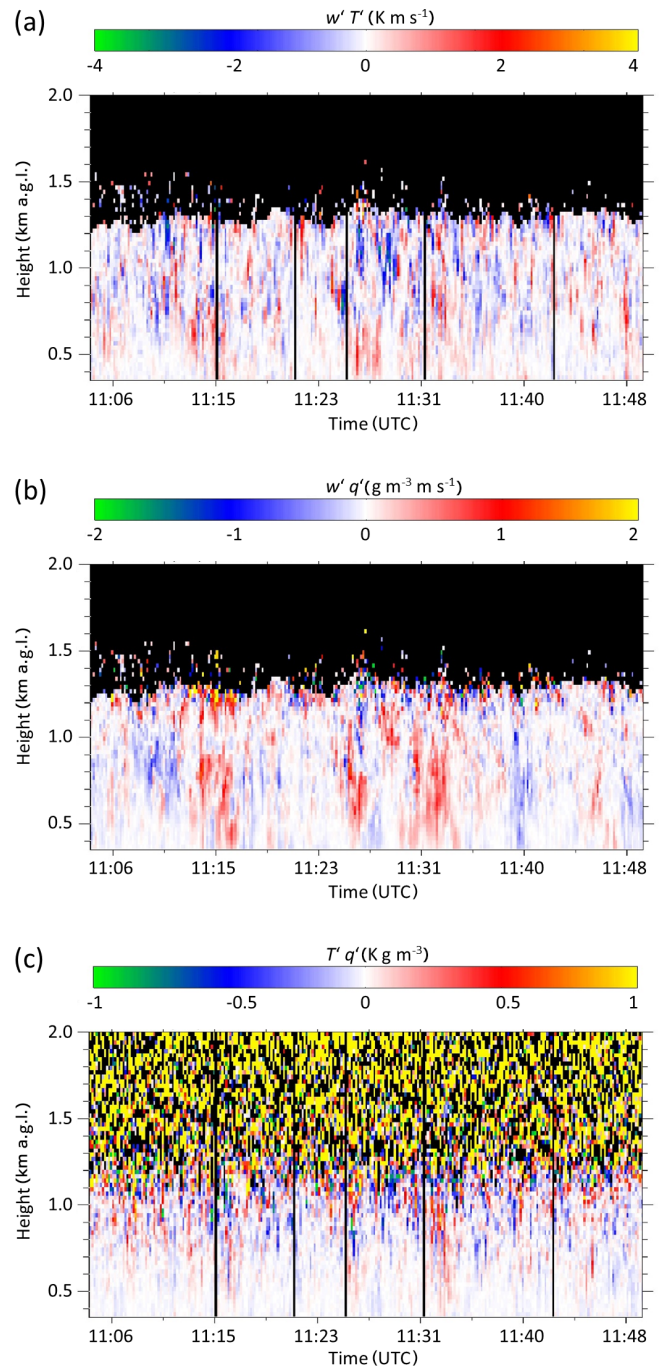 (a)
w‘ T‘ (K m s⁻¹)
-4 -2 0 2 4
2.0
1.5
1.0
0.5
Height (km a.g.l.)
11:06 11:15 11:23 11:31 11:40 11:48
Time (UTC)
(b)
w‘ q‘(g m⁻³ m s⁻¹)
-2 -1 0 1 2
2.0
1.5
1.0
0.5
Height (km a.g.l.)
11:06 11:15 11:23 11:31 11:40 11:48
Time (UTC)
(c)
T‘ q‘(K g m⁻³)
-1 -0.5 0 0.5 1
2.0
1.5
1.0
0.5
Height (km a.g.l.)
11:06 11:15 11:23 11:31 11:40 11:48
Time (UTC)